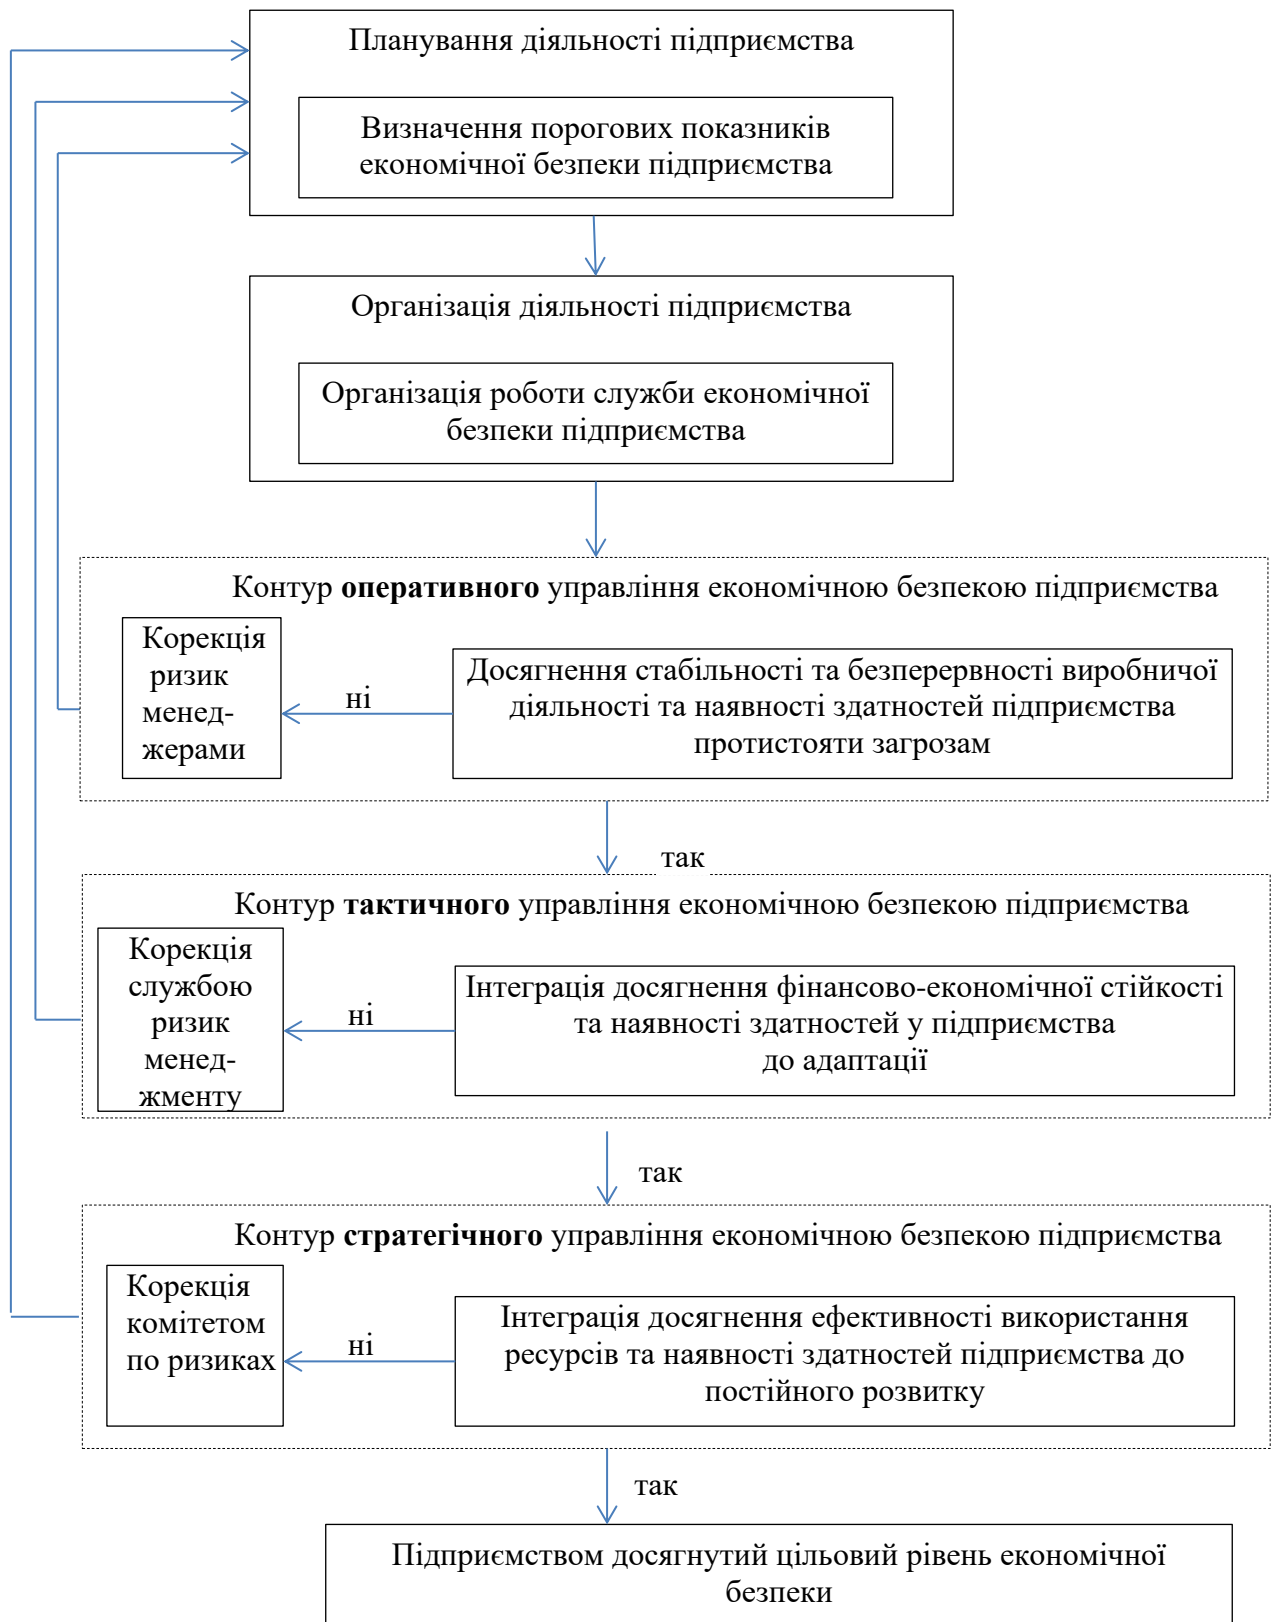 Планування діяльності підприємства
Визначення порогових показників
економічної безпеки підприємства
Організація діяльності підприємства
Організація роботи служби економічної
безпеки підприємства
Контур оперативного управління економічною безпекою підприємства
Корекція
ризик
менед-
жерами
ні
Досягнення стабільності та безперервності виробничої
діяльності та наявності здатностей підприємства
протистояти загрозам
так
Контур тактичного управління економічною безпекою підприємства
Корекція
службою
ризик
менед-
жменту
ні
Інтеграція досягнення фінансово-економічної стійкості
та наявності здатностей у підприємства
до адаптації
так
Контур стратегічного управління економічною безпекою підприємства
Корекція
комітетом
по ризиках
ні
Інтеграція досягнення ефективності використання
ресурсів та наявності здатностей підприємства до
постійного розвитку
так
Підприємством досягнутий цільовий рівень економічної
безпеки